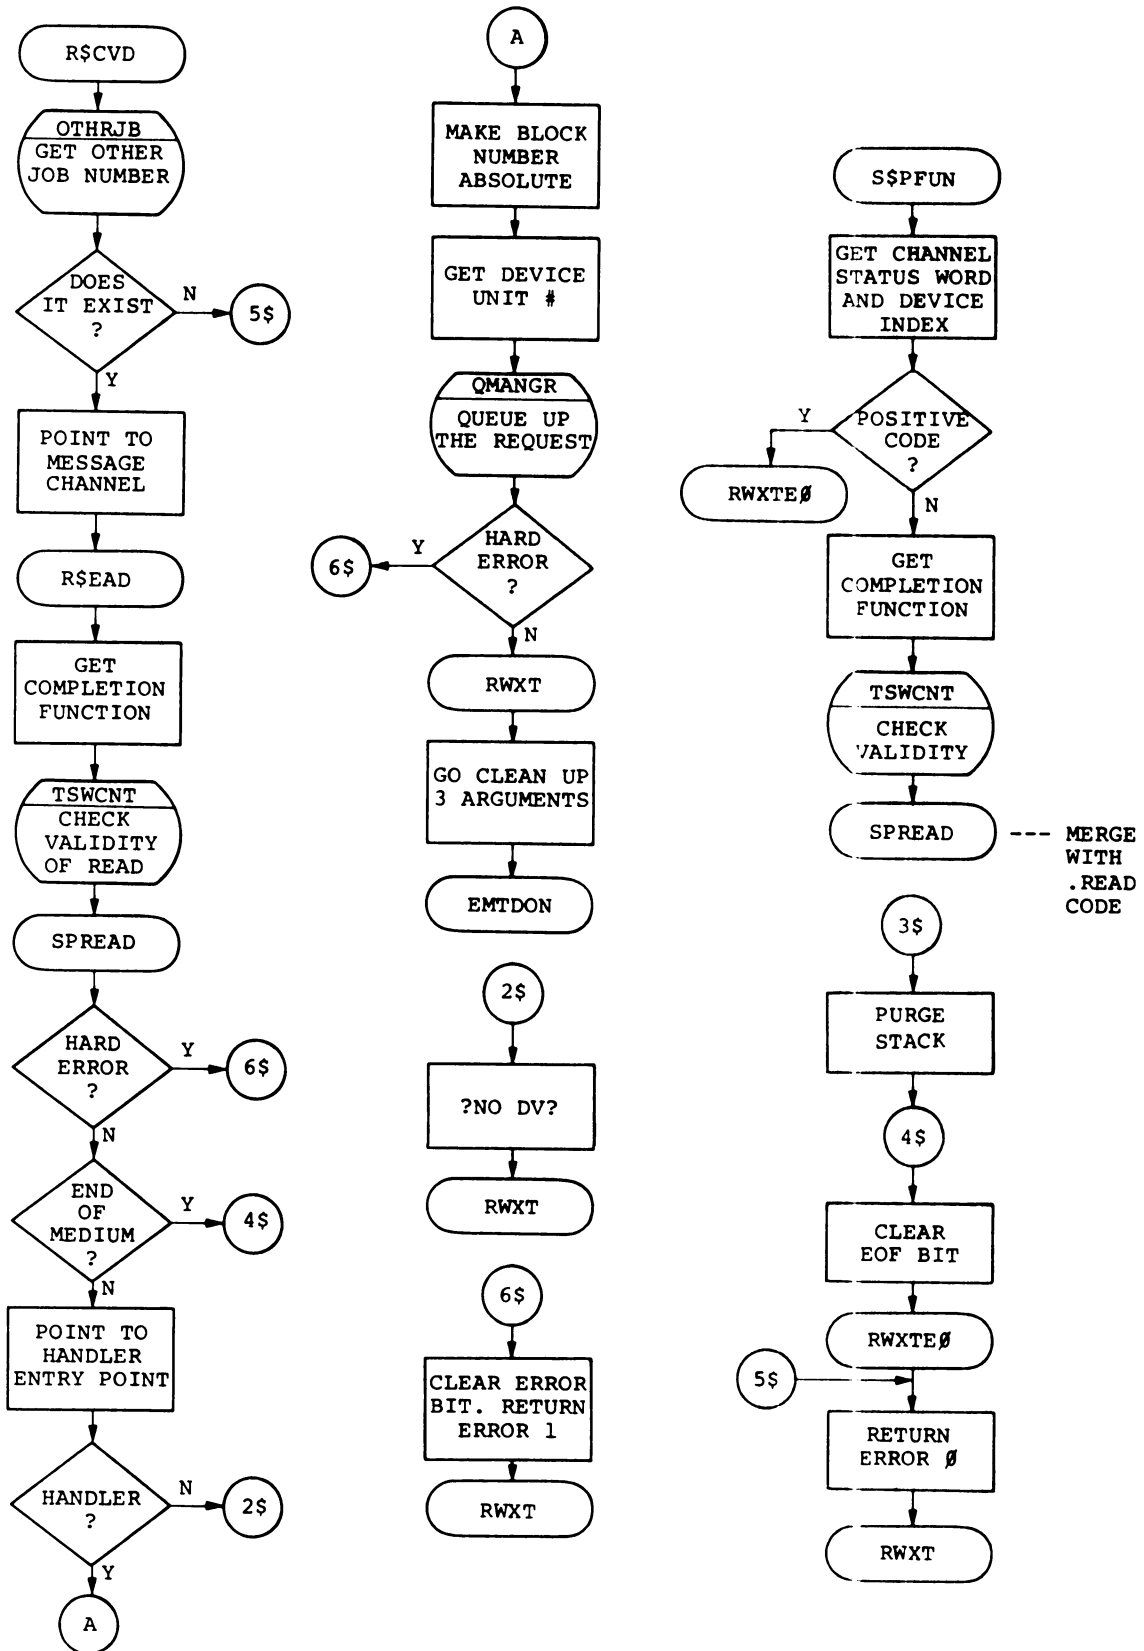 R$CVD
OTHRJB
GET OTHER
JOB NUMBER
DOES
IT EXIST
?
N
5$
Y
POINT TO
MESSAGE
CHANNEL
R$EAD
GET
COMPLETION
FUNCTION
TSWCNT
CHECK
VALIDITY
OF READ
SPREAD
HARD
ERROR
?
Y
6$
N
END
OF
MEDIUM
?
Y
4$
N
POINT TO
HANDLER
ENTRY POINT
HANDLER
?
N
2$
Y
A
A
MAKE BLOCK
NUMBER
ABSOLUTE
GET DEVICE
UNIT #
QMANGR
QUEUE UP
THE REQUEST
HARD
ERROR
?
Y
6$
N
RWXT
GO CLEAN UP
3 ARGUMENTS
EMTDON
2$
?NO DV?
RWXT
6$
CLEAR ERROR
BIT. RETURN
ERROR 1
RWXT
S$PFUN
GET CHANNEL
STATUS WORD
AND DEVICE
INDEX
POSITIVE
CODE
?
Y
RWXTEØ
N
GET
COMPLETION
FUNCTION
TSWCNT
CHECK
VALIDITY
SPREAD
--- MERGE
WITH
.READ
CODE
3$
PURGE
STACK
4$
CLEAR
EOF BIT
RWXTEØ
5$
RETURN
ERROR Ø
RWXT